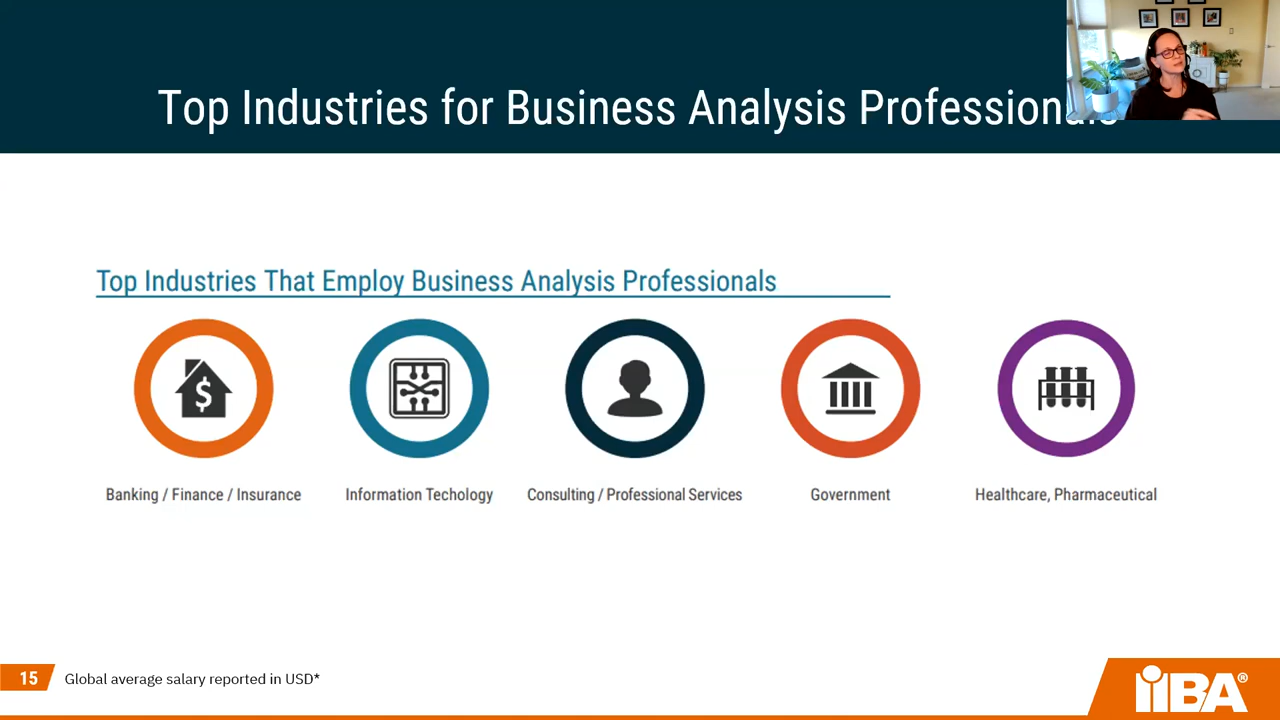 Top Industries for Business Analysis Professionals
Top Industries That Employ Business Analysis Professionals
$
Banking / Finance / Insurance
Information Techology
Consulting / Professional Services
Government
Healthcare, Pharmaceutical
15
Global average salary reported in USD*
IIBA®